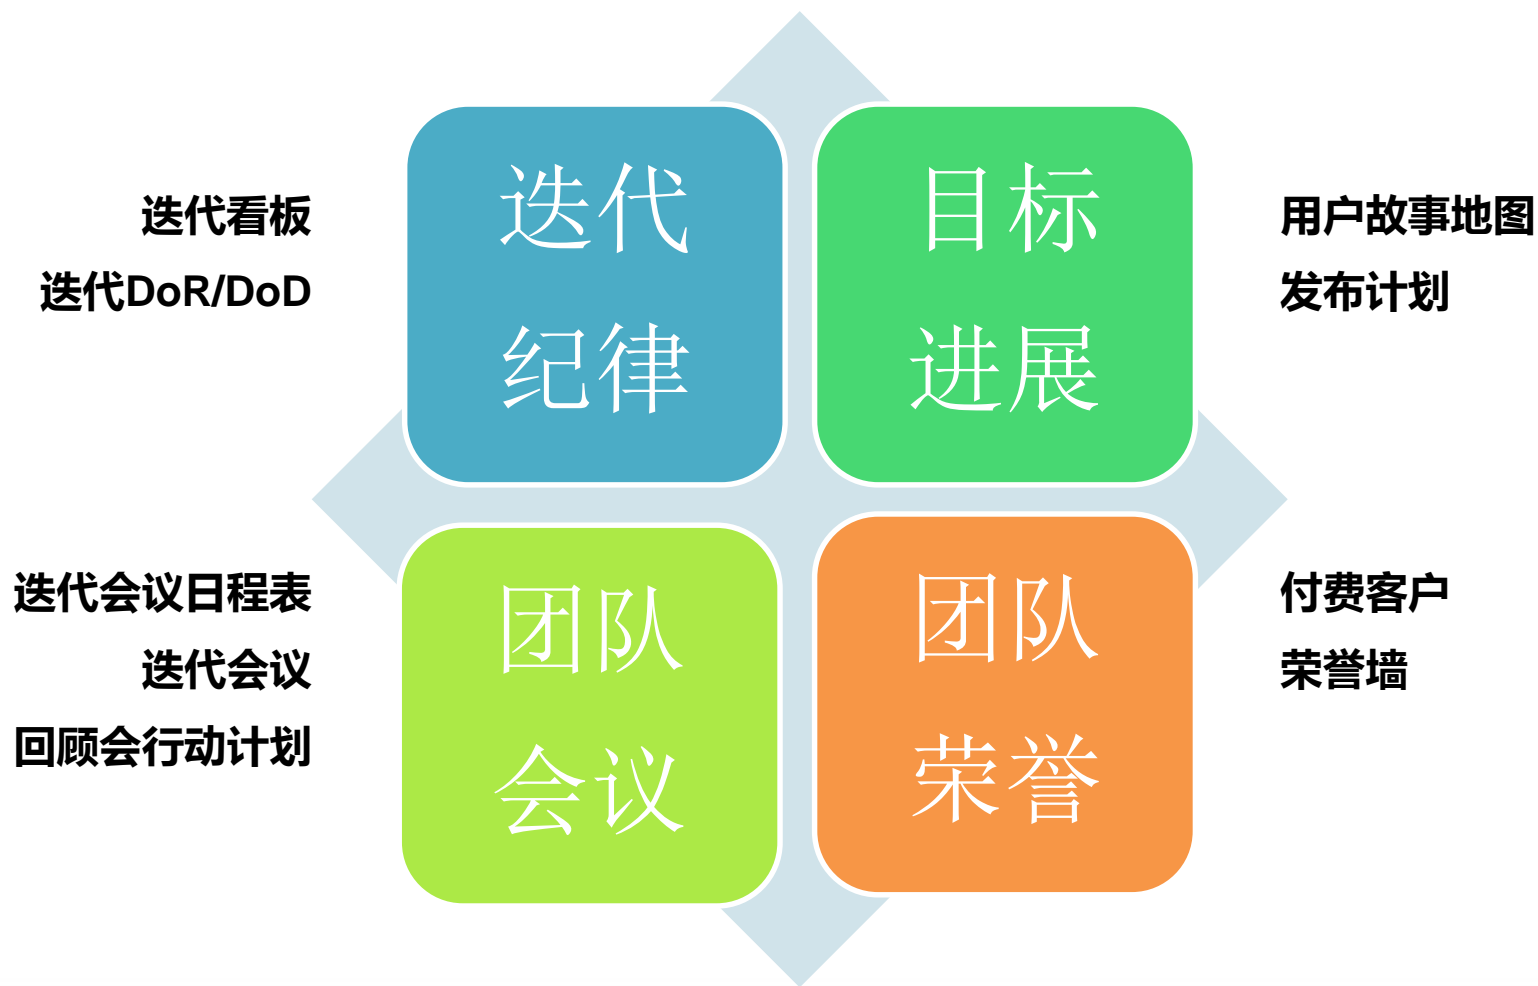 迭代看板
迭代DoR/DoD
迭代
纪律
目标
进展
用户故事地图
发布计划
迭代会议日程表
迭代会议
回顾会行动计划
团队
会议
团队
荣誉
付费客户
荣誉墙